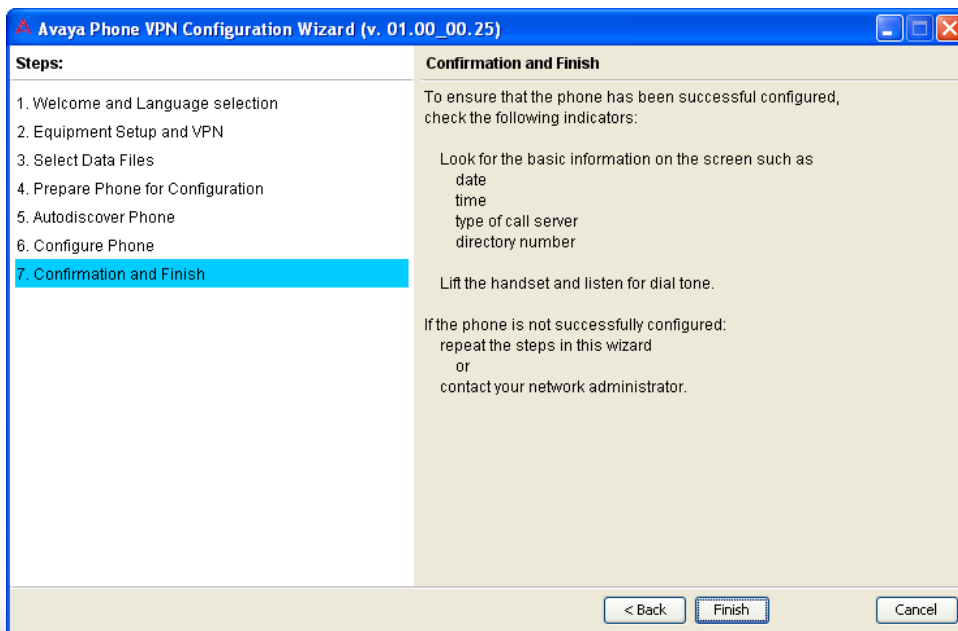 Avaya Phone VPN Configuration Wizard (v. 01.00_00.25)
Steps:
1. Welcome and Language selection
2. Equipment Setup and VPN
3. Select Data Files
4. Prepare Phone for Configuration
5. Autodiscover Phone
6. Configure Phone
7. Confirmation and Finish
Confirmation and Finish
To ensure that the phone has been successful configured,
check the following indicators:
Look for the basic information on the screen such as
date
time
type of call server
directory number
Lift the handset and listen for dial tone.
If the phone is not successfully configured:
repeat the steps in this wizard
or
contact your network administrator.
< Back
Finish
Cancel